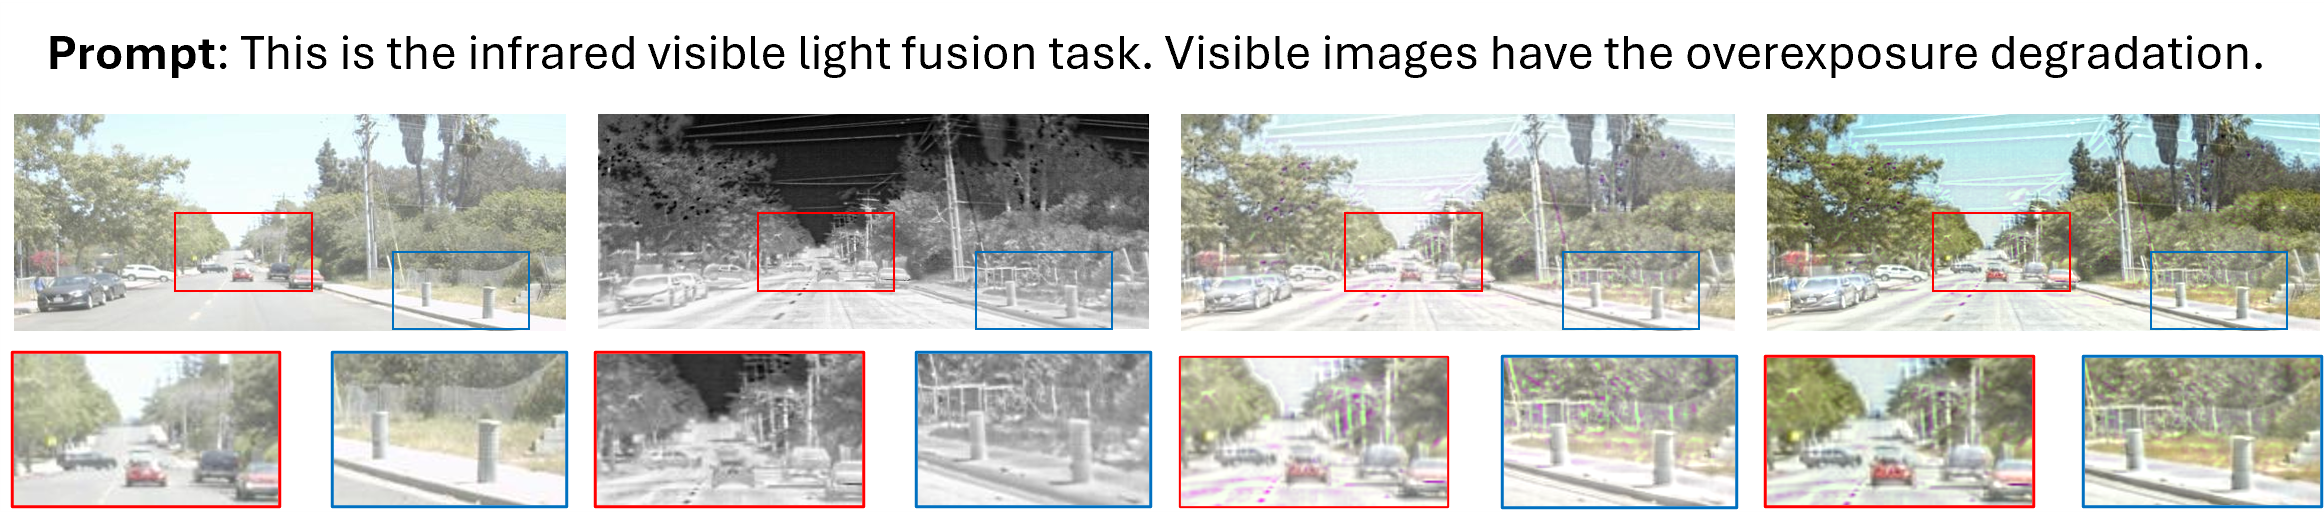 Prompt: This is the infrared visible light fusion task. Visible images have the overexposure degradation.